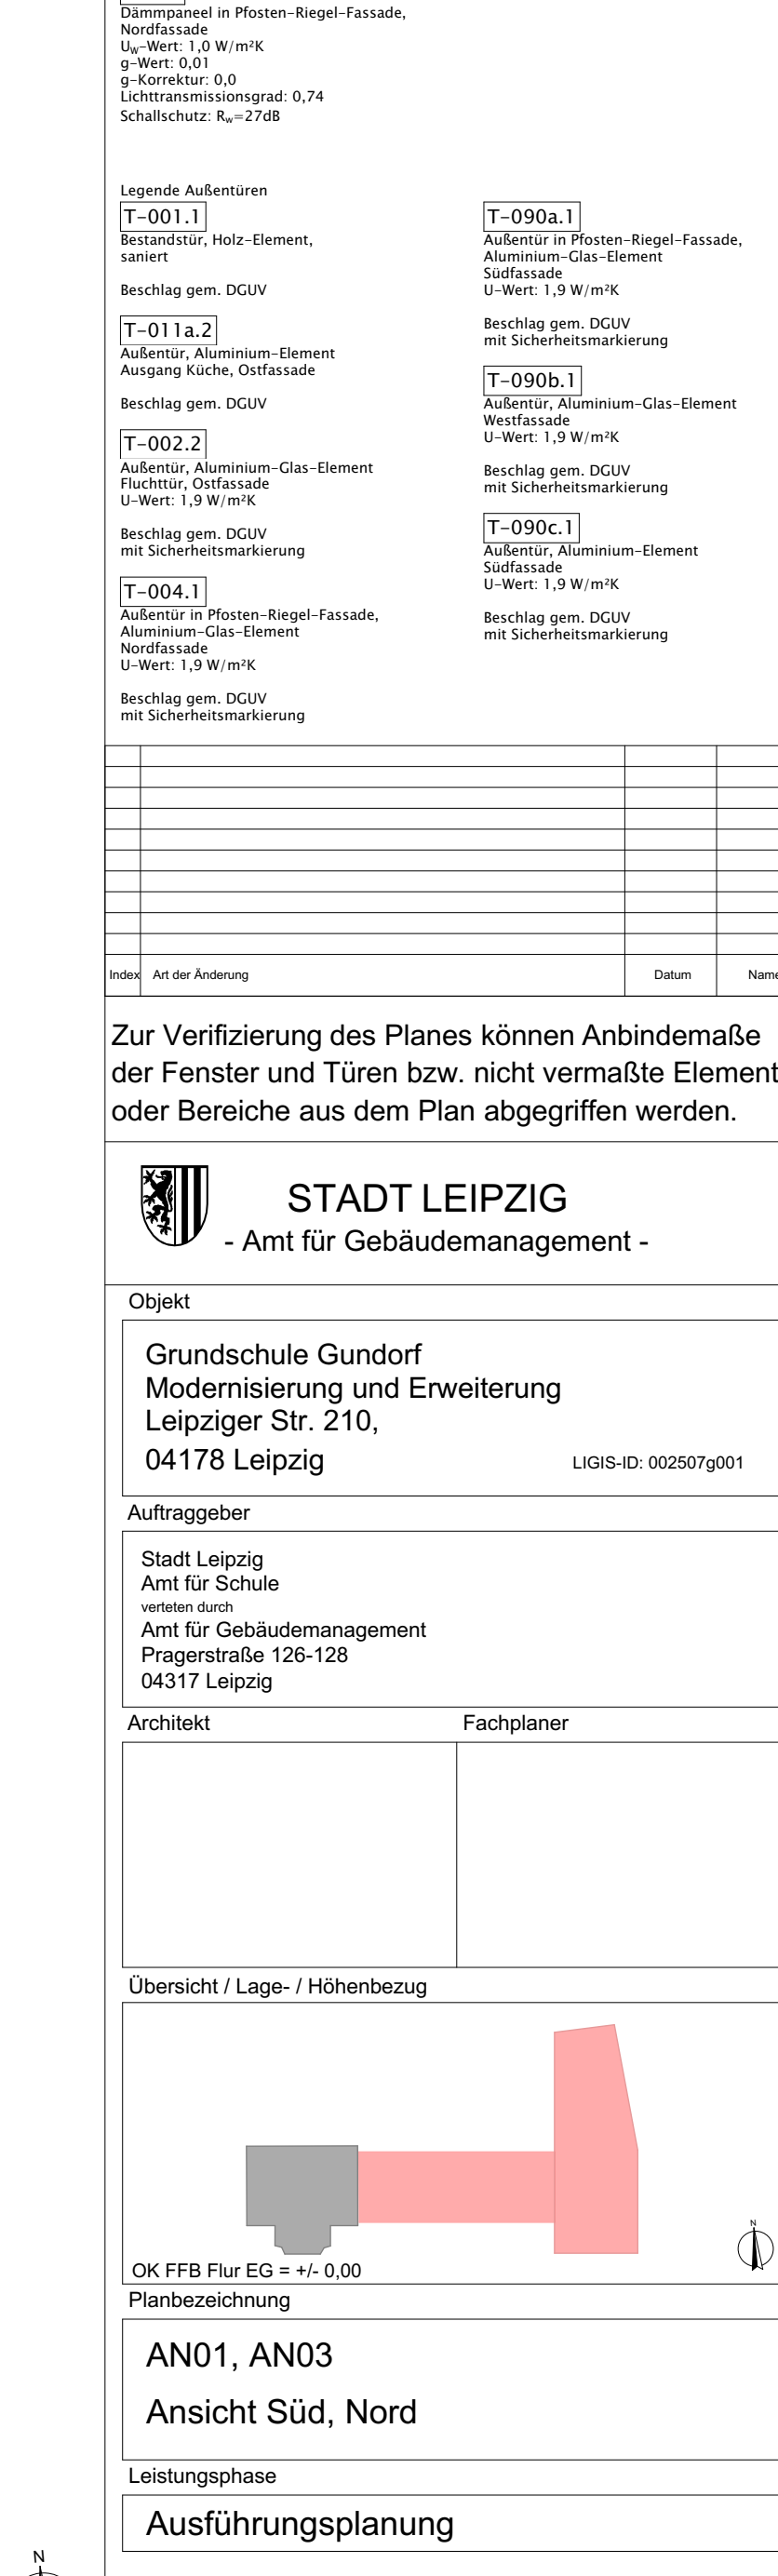 Dämmpaneel in Pfosten-Riegel-Fassade,
Nordfassade
Uw-Wert: 1,0 W/m²K
g-Wert: 0,01
g-Korrektur: 0,0
Lichttransmissionsgrad: 0,74
Schallschutz: Rw=27dB
Legende Außentüren
T-001.1
Bestandstür, Holz-Element,
saniert
Beschlag gem. DGUV
T-011a.2
Außentür, Aluminium-Element
Ausgang Küche, Ostfassade
Beschlag gem. DGUV
T-002.2
Außentür, Aluminium-Glas-Element
Fluchttür, Ostfassade
U-Wert: 1,9 W/m²K
Beschlag gem. DGUV
mit Sicherheitsmarkierung
T-004.1
Außentür in Pfosten-Riegel-Fassade,
Aluminium-Glas-Element
Nordfassade
U-Wert: 1,9 W/m²K
Beschlag gem. DGUV
mit Sicherheitsmarkierung
T-090a.1
Außentür in Pfosten-Riegel-Fassade,
Aluminium-Glas-Element
Südfassade
U-Wert: 1,9 W/m²K
Beschlag gem. DGUV
mit Sicherheitsmarkierung
T-090b.1
Außentür, Aluminium-Glas-Element
Westfassade
U-Wert: 1,9 W/m²K
Beschlag gem. DGUV
mit Sicherheitsmarkierung
T-090c.1
Außentür, Aluminium-Element
Südfassade
U-Wert: 1,9 W/m²K
Beschlag gem. DGUV
mit Sicherheitsmarkierung
Index Art der Änderung Datum Name
Zur Verifizierung des Planes können Anbindemaße
der Fenster und Türen bzw. nicht vermaßte Element
oder Bereiche aus dem Plan abgegriffen werden.
STADT LEIPZIG
- Amt für Gebäudemanagement -
Objekt
Grundschule Gundorf
Modernisierung und Erweiterung
Leipziger Str. 210,
04178 Leipzig LIGIS-ID: 002507g001
Auftraggeber
Stadt Leipzig
Amt für Schule
verteten durch
Amt für Gebäudemanagement
Pragerstraße 126-128
04317 Leipzig
Architekt Fachplaner
Übersicht / Lage- / Höhenbezug
N
OK FFB Flur EG = +/- 0,00
Planbezeichnung
AN01, AN03
Ansicht Süd, Nord
Leistungsphase
Ausführungsplanung
N